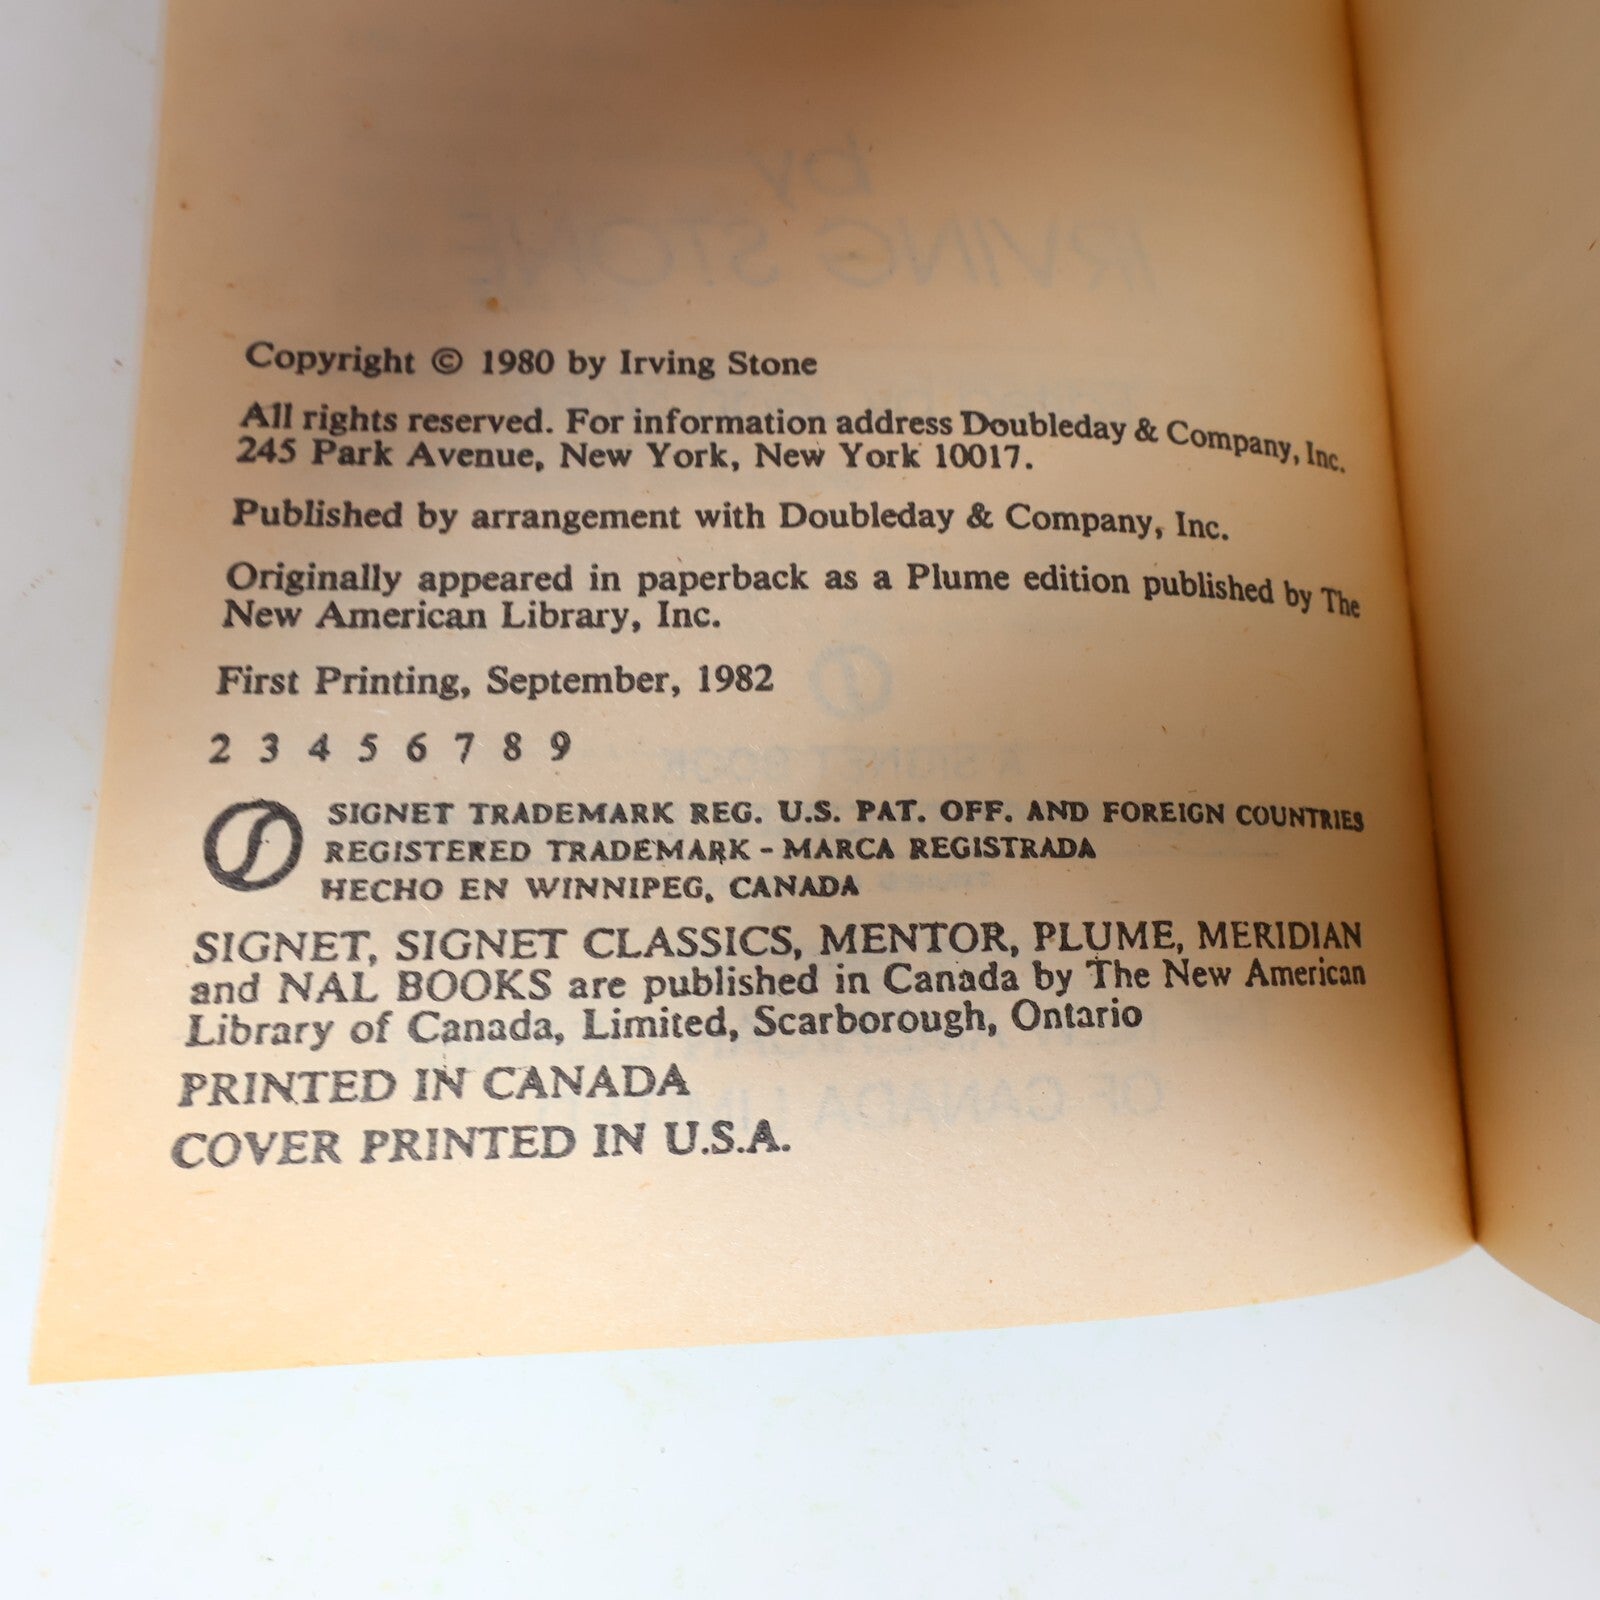 Copyright © 1980 by Irving Stone
All rights reserved. For information address Doubleday & Company, Inc.
245 Park Avenue, New York, New York 10017.
Published by arrangement with Doubleday & Company, Inc.
Originally appeared in paperback as a Plume edition published by The
New American Library, Inc.
First Printing, September, 1982
2 3 4 5 6 7 8 9
SIGNET TRADEMARK REG. U.S. PAT. OFF. AND FOREIGN COUNTRIES
REGISTERED TRADEMARK - MARCA REGISTRADA
HECHO EN WINNIPEG, CANADA
SIGNET, SIGNET CLASSICS, MENTOR, PLUME, MERIDIAN
and NAL BOOKS are published in Canada by The New American
Library of Canada, Limited, Scarborough, Ontario
PRINTED IN CANADA
COVER PRINTED IN U.S.A.